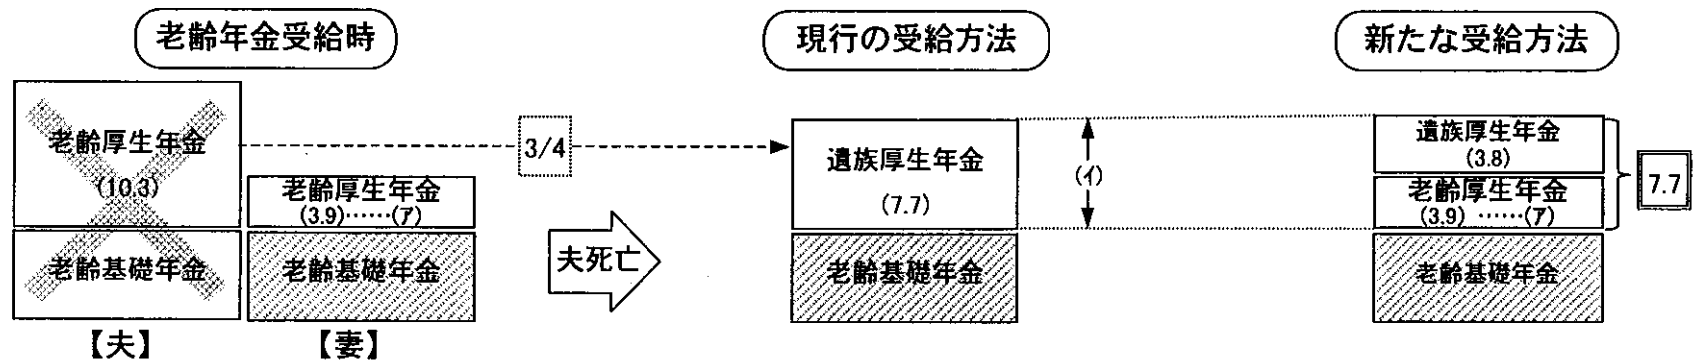 老齢年金受給時
現行の受給方法
新たな受給方法
老齢厚生年金
(10.3)
老齢基礎年金
【夫】
老齢厚生年金
(3.9)……(ア)
老齢基礎年金
【妻】
3/4
夫死亡
遺族厚生年金
(7.7)
老齢基礎年金
(イ)
遺族厚生年金
(3.8)
老齢厚生年金
(3.9) ……(ア)
老齢基礎年金
7.7